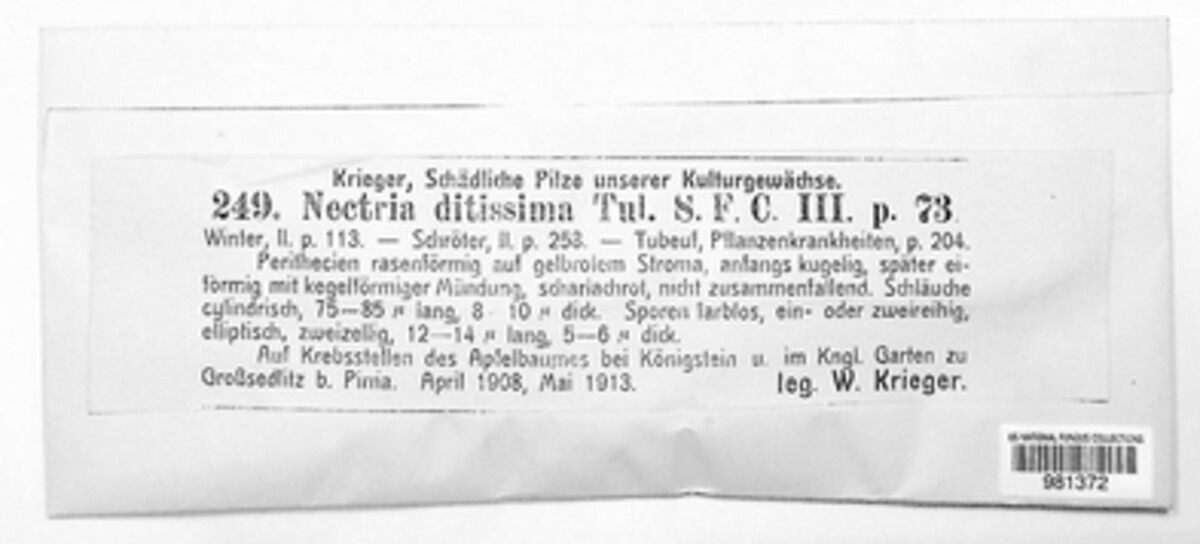 Krieger, Schädliche Pilze unserer Kulturgewächse.
249. Nectria ditissima Tul. S. F. C. III. p. 73.
Winter, II. p. 113. — Schröter, II. p. 253. — Tubeuf, Pflanzenkrankheiten, p. 204.
Perithecien rasenförmig auf gelbrotem Stroma, anfangs kugelig, später ei-
förmig mit kegelförmiger Mündung, scharlachrot, nicht zusammenfallend. Schläuche
cylindrisch, 75—85 µ lang, 8—10 µ dick. Sporen farblos, ein- oder zweireihig,
elliptisch, zweizellig, 12—14 µ lang, 5—6 µ dick.
Auf Krebsstellen des Apfelbaumes bei Königstein u. im Kngl. Garten zu
Großsedlitz b. Pirna. April 1908, Mai 1913. leg. W. Krieger.
US NATIONAL FUNGUS COLLECTIONS
981372